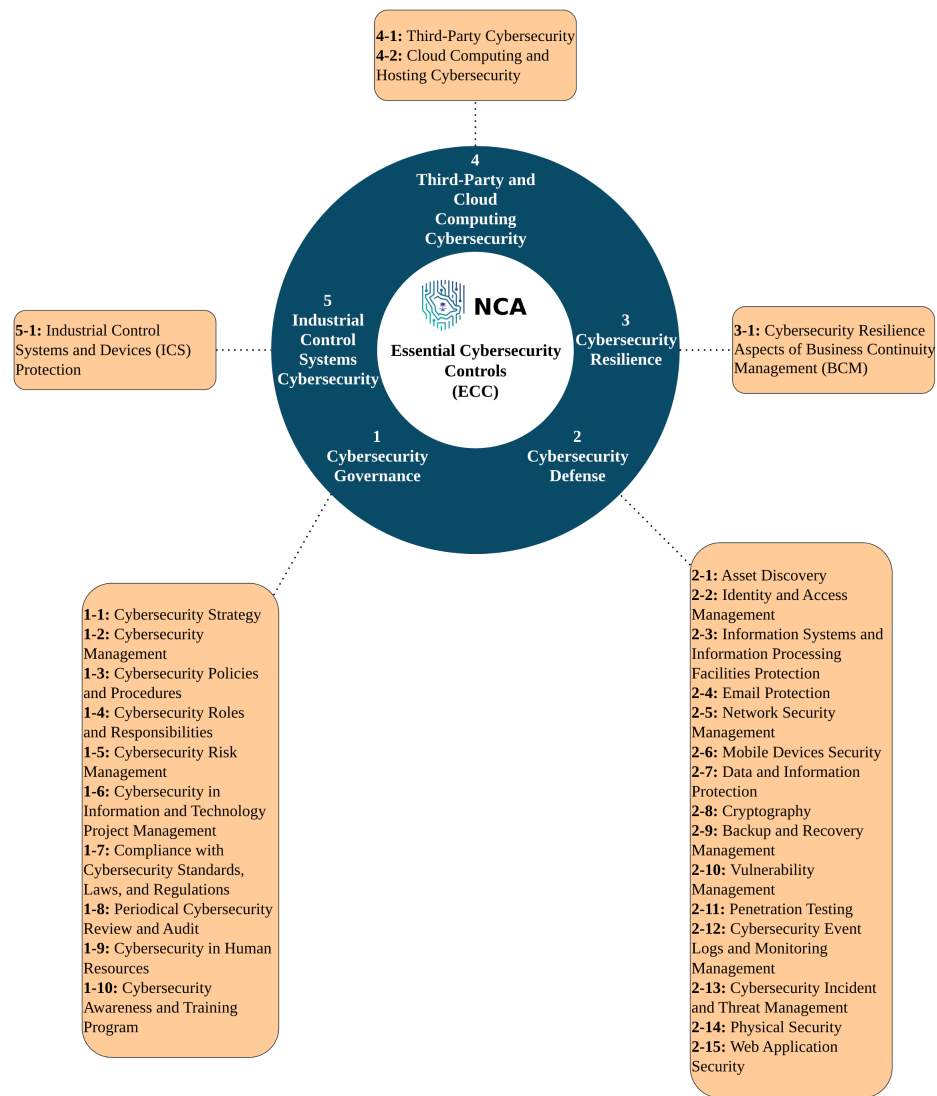 4-1: Third-Party Cybersecurity
4-2: Cloud Computing and
Hosting Cybersecurity
4
Third-Party and
Cloud
Computing
Cybersecurity
5
Industrial
Control
Systems
Cybersecurity
NCA
Essential Cybersecurity
Controls
(ECC)
3
Cybersecurity
Resilience
1
Cybersecurity
Governance
2
Cybersecurity
Defense
5-1: Industrial Control
Systems and Devices (ICS)
Protection
3-1: Cybersecurity Resilience
Aspects of Business Continuity
Management (BCM)
1-1: Cybersecurity Strategy
1-2: Cybersecurity
Management
1-3: Cybersecurity Policies
and Procedures
1-4: Cybersecurity Roles
and Responsibilities
1-5: Cybersecurity Risk
Management
1-6: Cybersecurity in
Information and Technology
Project Management
1-7: Compliance with
Cybersecurity Standards,
Laws, and Regulations
1-8: Periodical Cybersecurity
Review and Audit
1-9: Cybersecurity in Human
Resources
1-10: Cybersecurity
Awareness and Training
Program
2-1: Asset Discovery
2-2: Identity and Access
Management
2-3: Information Systems and
Information Processing
Facilities Protection
2-4: Email Protection
2-5: Network Security
Management
2-6: Mobile Devices Security
2-7: Data and Information
Protection
2-8: Cryptography
2-9: Backup and Recovery
Management
2-10: Vulnerability
Management
2-11: Penetration Testing
2-12: Cybersecurity Event
Logs and Monitoring
Management
2-13: Cybersecurity Incident
and Threat Management
2-14: Physical Security
2-15: Web Application
Security